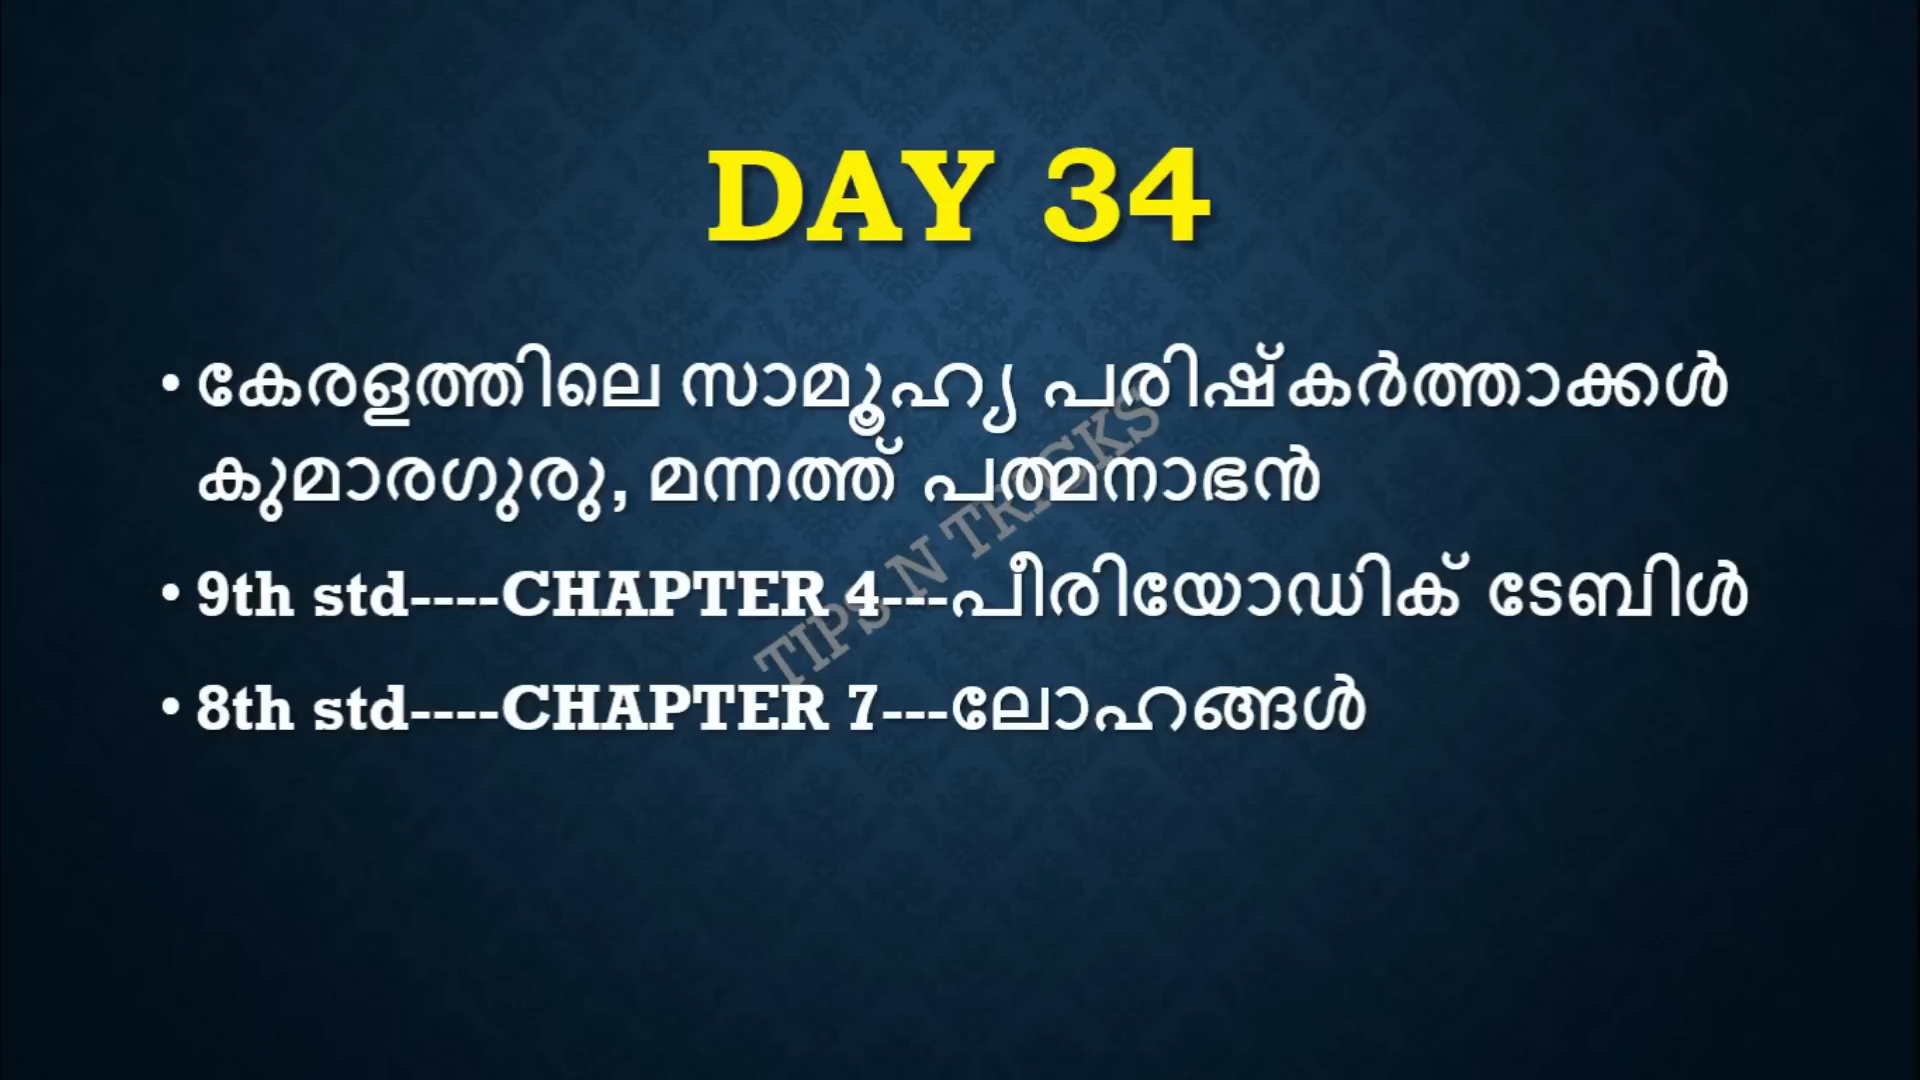 DAY 34
• കേരളത്തിലെ സാമൂഹ്യ പരിഷ്കർത്താക്കൾ
കുമാരഗുരു, മന്നത്ത് പത്മനാഭൻ
• 9th std----CHAPTER 4---പീരിയോഡിക് ടേബിൾ
• 8th std----CHAPTER 7---ലോഹങ്ങൾ
TIPS N TRICKS